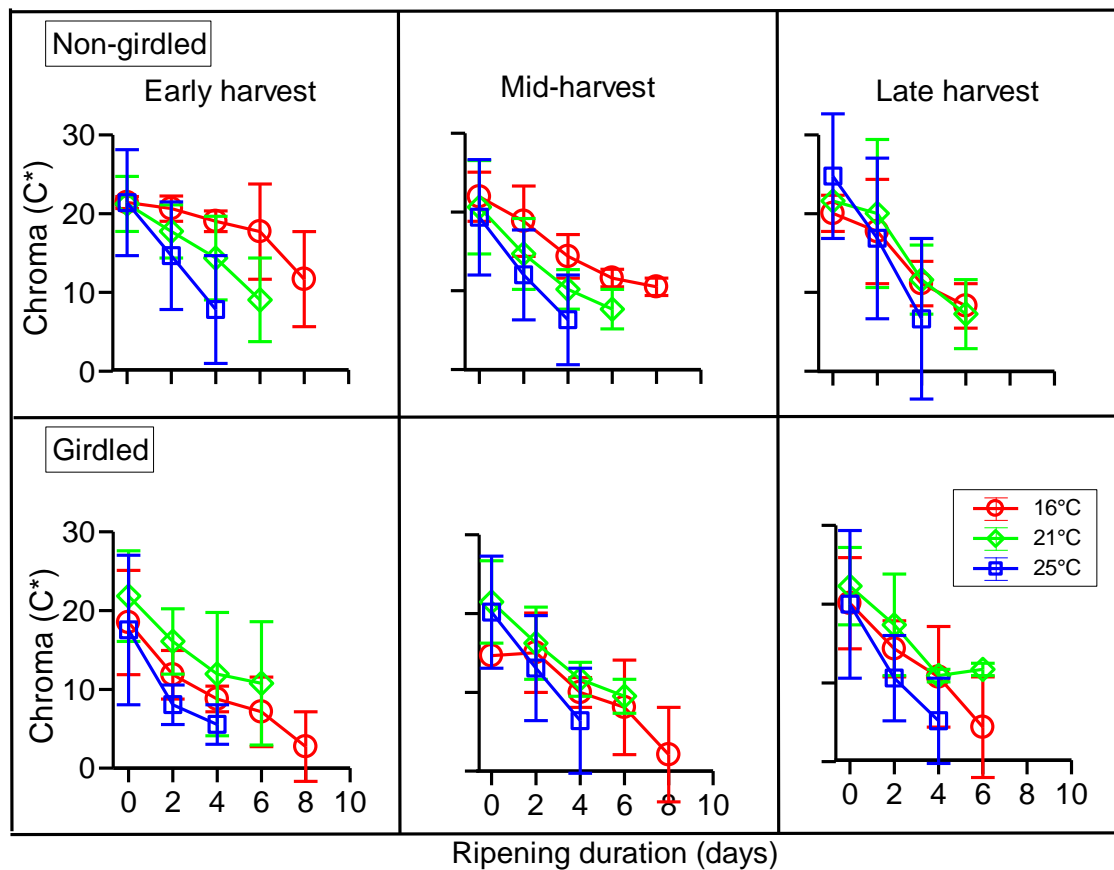 Non-girdled
Early harvest
Mid-harvest
Late harvest
30
20
10
0
Chroma (C*)
Girdled
16°C
21°C
25°C
30
20
10
0
Chroma (C*)
0 2 4 6 8 10
0 2 4 6 8 10
0 2 4 6 8 10
Ripening duration (days)